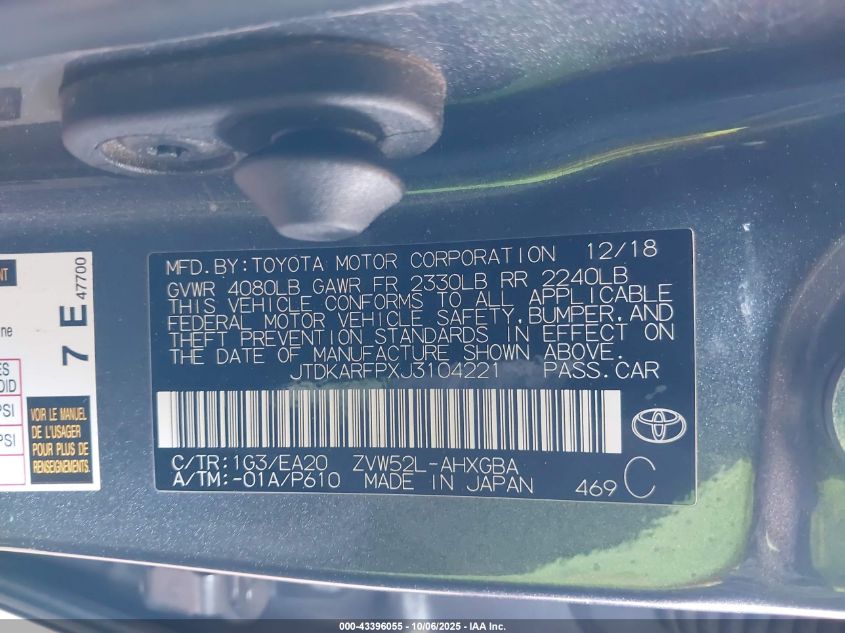 MFD. BY: TOYOTA MOTOR CORPORATION 12/18
GVWR 4080LB GAWR FR 2330LB RR 2240LB
THIS VEHICLE CONFORMS TO ALL APPLICABLE
FEDERAL MOTOR VEHICLE SAFETY, BUMPER, AND
THEFT PREVENTION STANDARDS IN EFFECT ON
THE DATE OF MANUFACTURE SHOWN ABOVE.
JTDKARFPXJ3104221 PASS. CAR
C/TR: 1G3/EA20 ZVW52L-AHXGBA
A/TM: -01A/P610 MADE IN JAPAN 469 C
7 E 47700
VOIR LE MANUEL
DE L'USAGER
POUR PLUS DE
RENSEIGNEMENTS
000-43396055 - 10/06/2025 - IAA Inc.